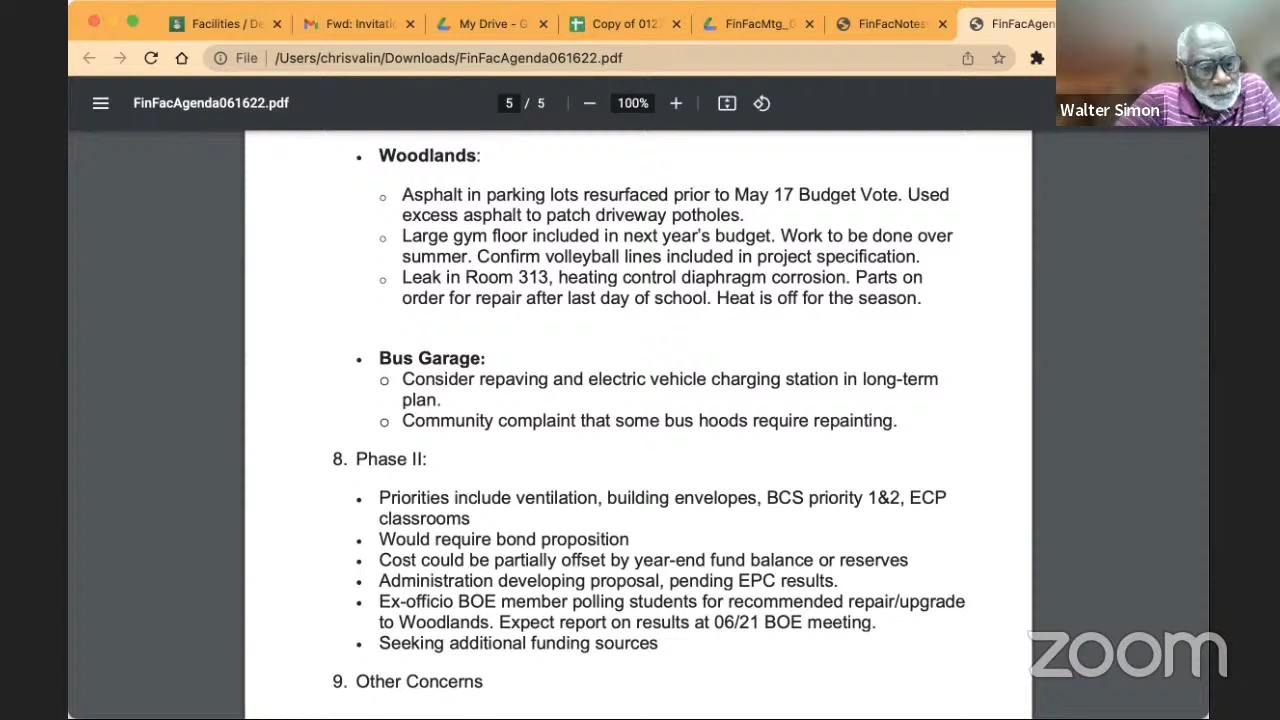 Facilities / De
Fwd: Invitatio
My Drive - G
Copy of 0127
FinFacMtg_0
FinFacNotes
FinFacAgen
File /Users/chrisvalin/Downloads/FinFacAgenda061622.pdf
FinFacAgenda061622.pdf
5 / 5
100%
Walter Simon
• Woodlands:
○ Asphalt in parking lots resurfaced prior to May 17 Budget Vote. Used
excess asphalt to patch driveway potholes.
○ Large gym floor included in next year's budget. Work to be done over
summer. Confirm volleyball lines included in project specification.
○ Leak in Room 313, heating control diaphragm corrosion. Parts on
order for repair after last day of school. Heat is off for the season.
• Bus Garage:
○ Consider repaving and electric vehicle charging station in long-term
plan.
○ Community complaint that some bus hoods require repainting.
8. Phase II:
• Priorities include ventilation, building envelopes, BCS priority 1&2, ECP
classrooms
• Would require bond proposition
• Cost could be partially offset by year-end fund balance or reserves
• Administration developing proposal, pending EPC results.
• Ex-officio BOE member polling students for recommended repair/upgrade
to Woodlands. Expect report on results at 06/21 BOE meeting.
• Seeking additional funding sources
9. Other Concerns
zoom